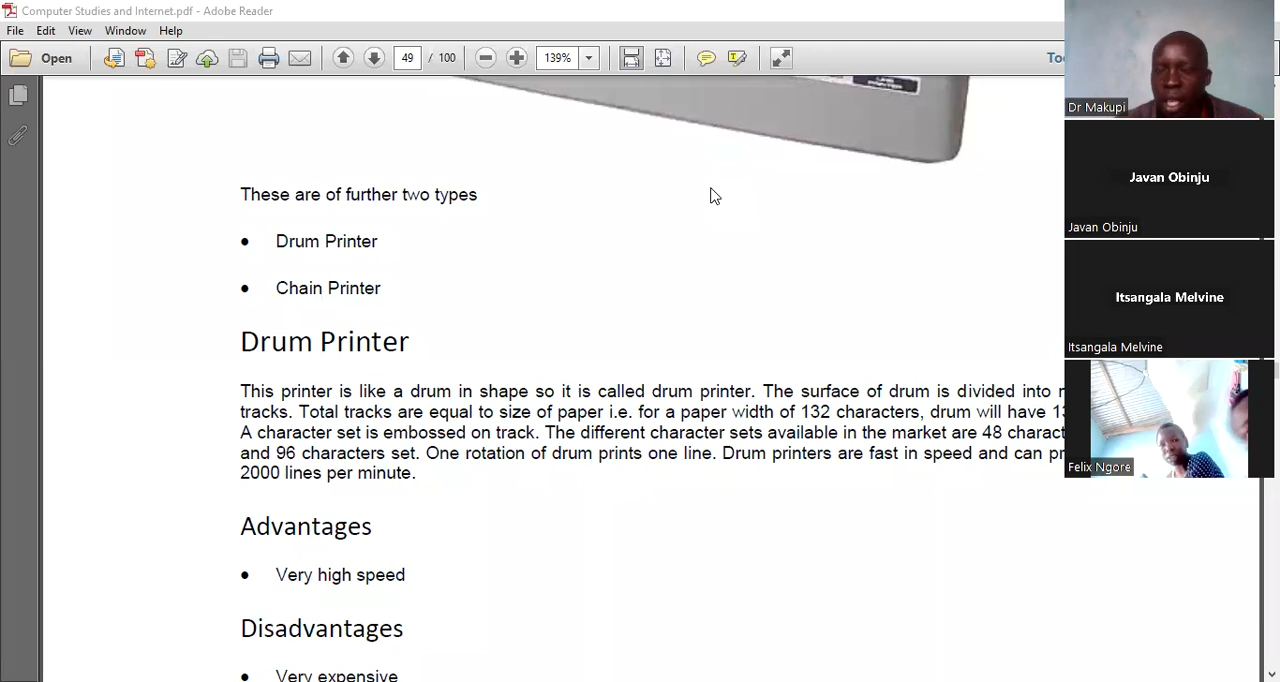 Computer Studies and Internet.pdf - Adobe Reader
File Edit View Window Help
Open 49 / 100 139%
Dr Makupi
Javan Obinju
Javan Obinju
Itsangala Melvine
Itsangala Melvine
Felix Ngore
These are of further two types
• Drum Printer
• Chain Printer
Drum Printer
This printer is like a drum in shape so it is called drum printer. The surface of drum is divided into
tracks. Total tracks are equal to size of paper i.e. for a paper width of 132 characters, drum will have
A character set is embossed on track. The different character sets available in the market are 48
and 96 characters set. One rotation of drum prints one line. Drum printers are fast in speed and can
2000 lines per minute.
Advantages
• Very high speed
Disadvantages
• Very expensive